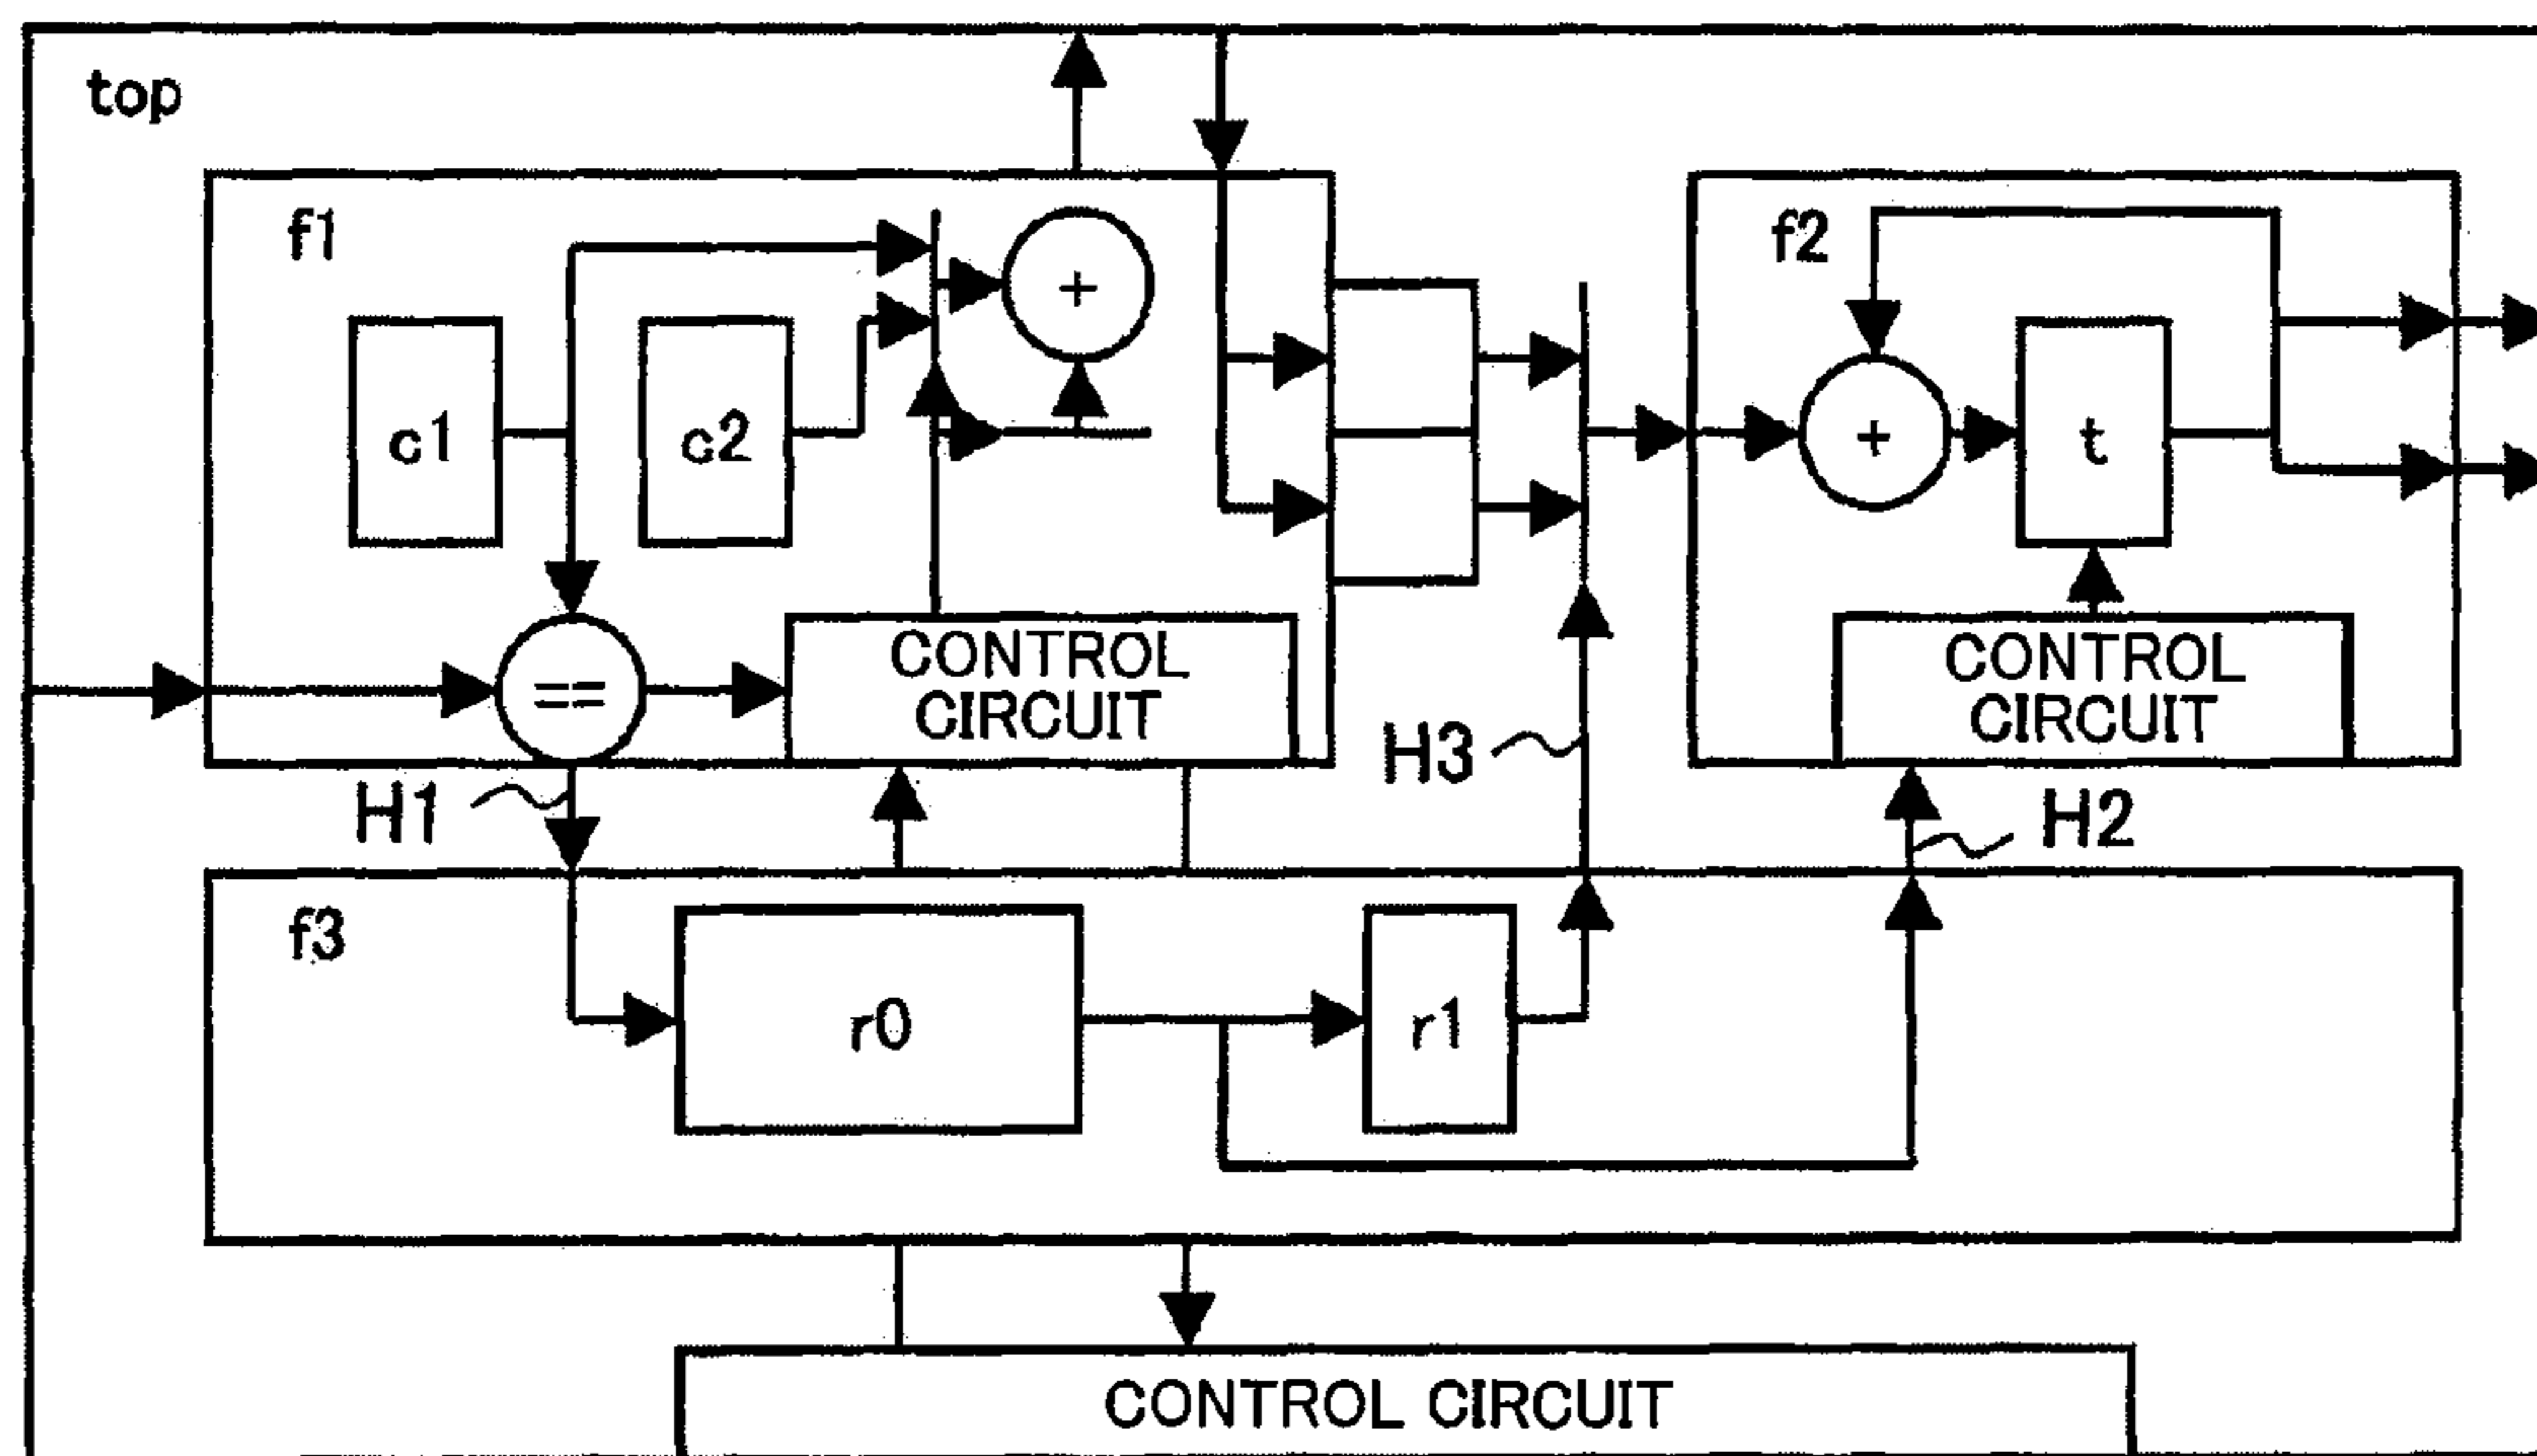 top
f1
f2
+
c1
c2
+
t
==
CONTROL
CIRCUIT
CONTROL
CIRCUIT
H3
H1
H2
f3
r0
r1
CONTROL CIRCUIT